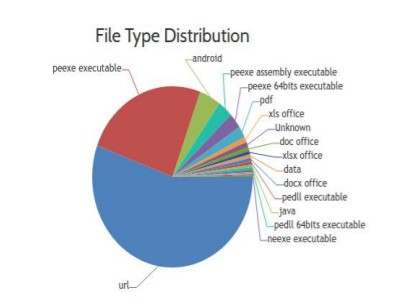 File Type Distribution
android
peexe executable
peexe assembly executable
peexe 64bits executable
pdf
xls office
Unknown
doc office
xlsx office
data
docx office
pedll executable
java
pedll 64bits executable
neexe executable
url